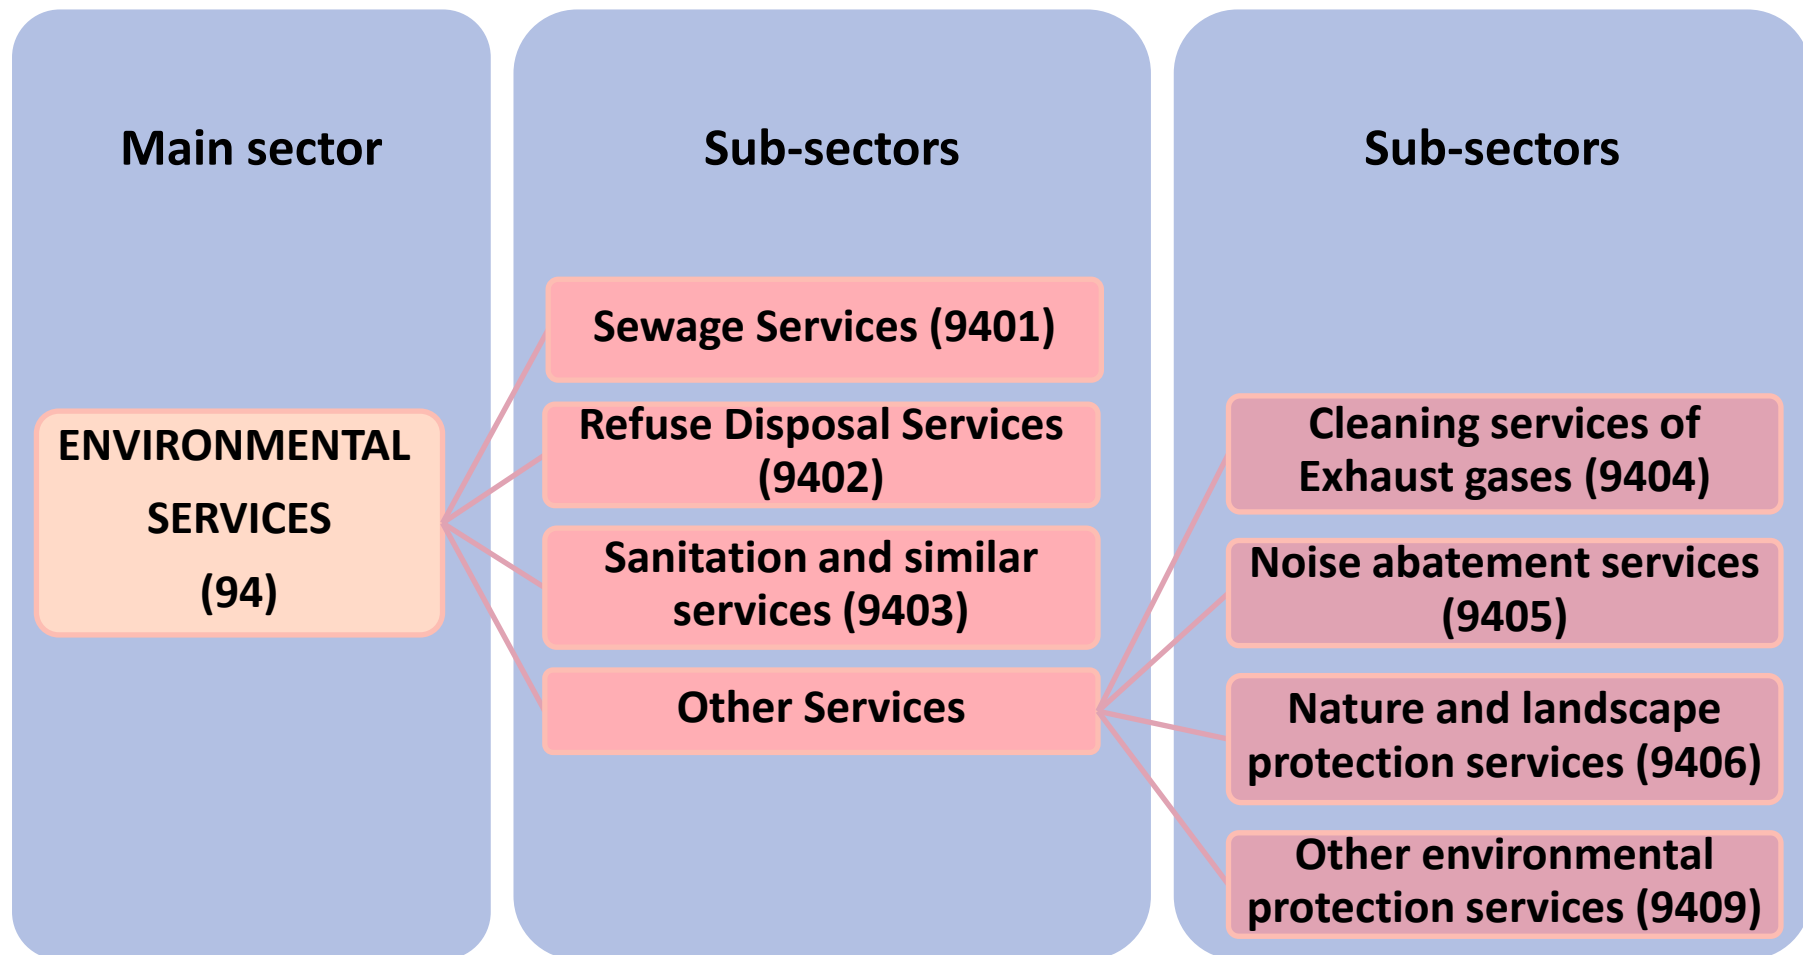 Main sector
ENVIRONMENTAL
SERVICES
(94)
Sub-sectors
Sewage Services (9401)
Refuse Disposal Services
(9402)
Sanitation and similar
services (9403)
Other Services
Sub-sectors
Cleaning services of
Exhaust gases (9404)
Noise abatement services
(9405)
Nature and landscape
protection services (9406)
Other environmental
protection services (9409)